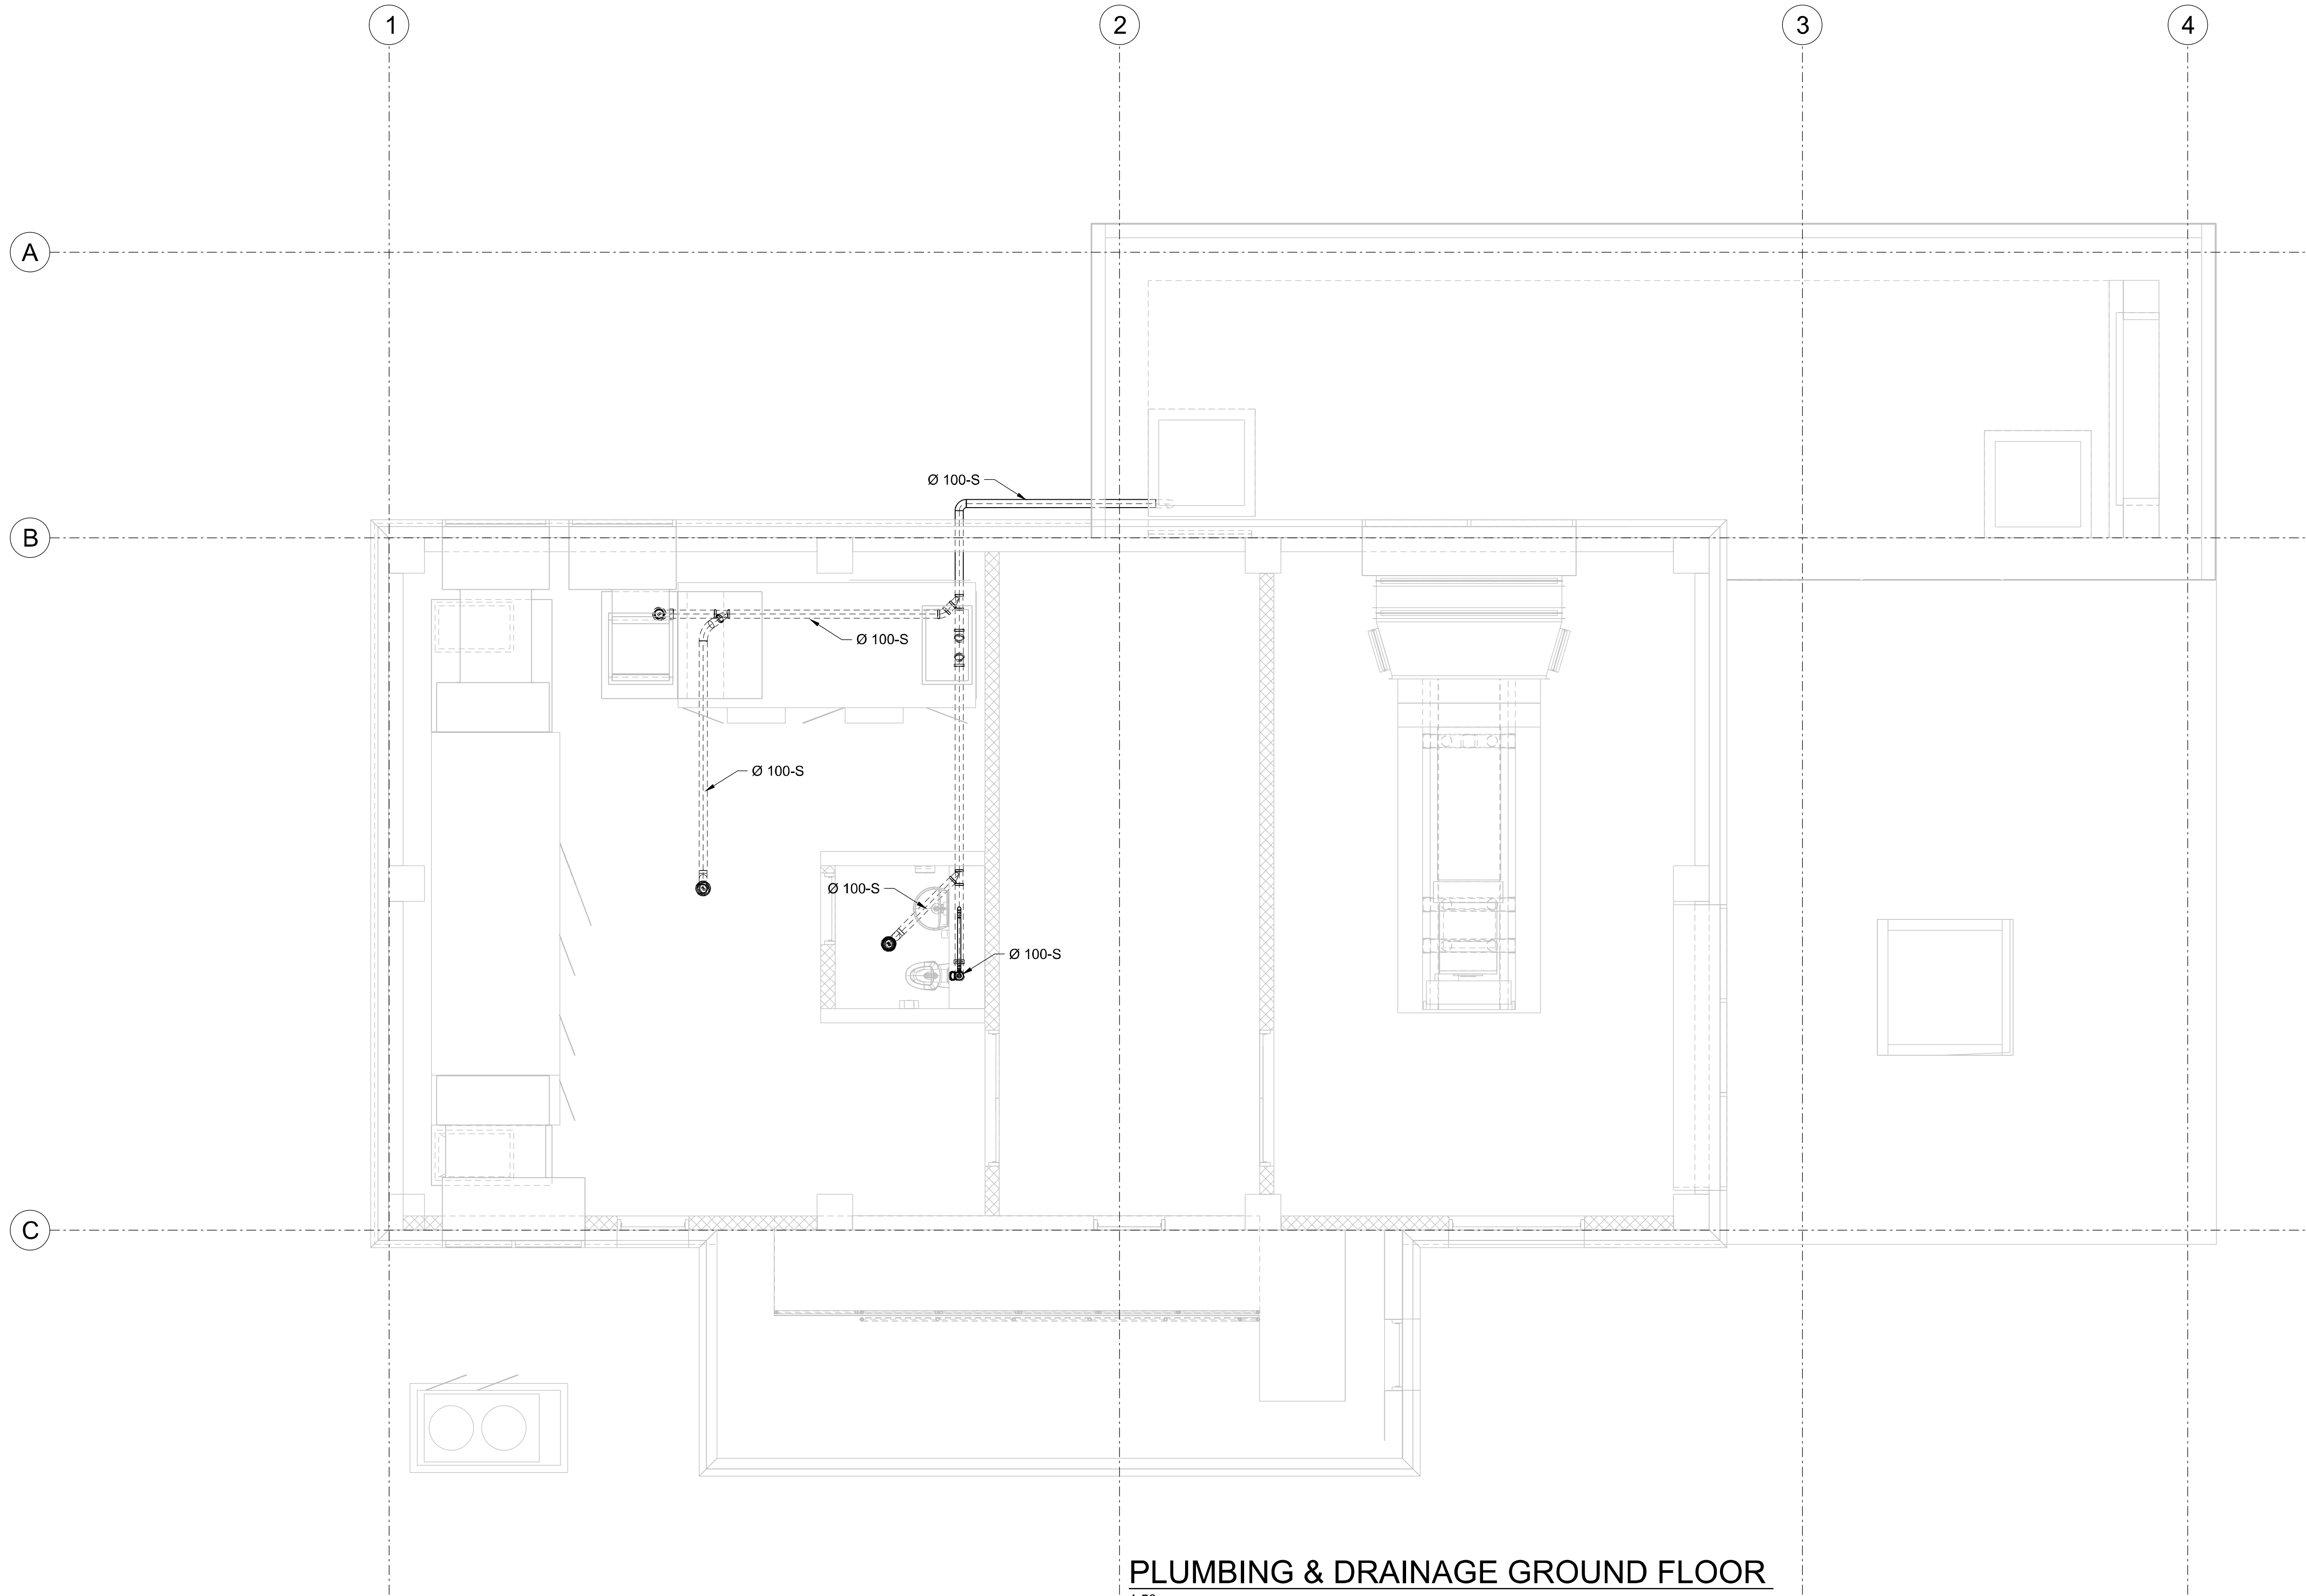 1
2
3
4
A
Ø 100-S
B
Ø 100-S
Ø 100-S
Ø 100-S
Ø 100-S
C
PLUMBING & DRAINAGE GROUND FLOOR